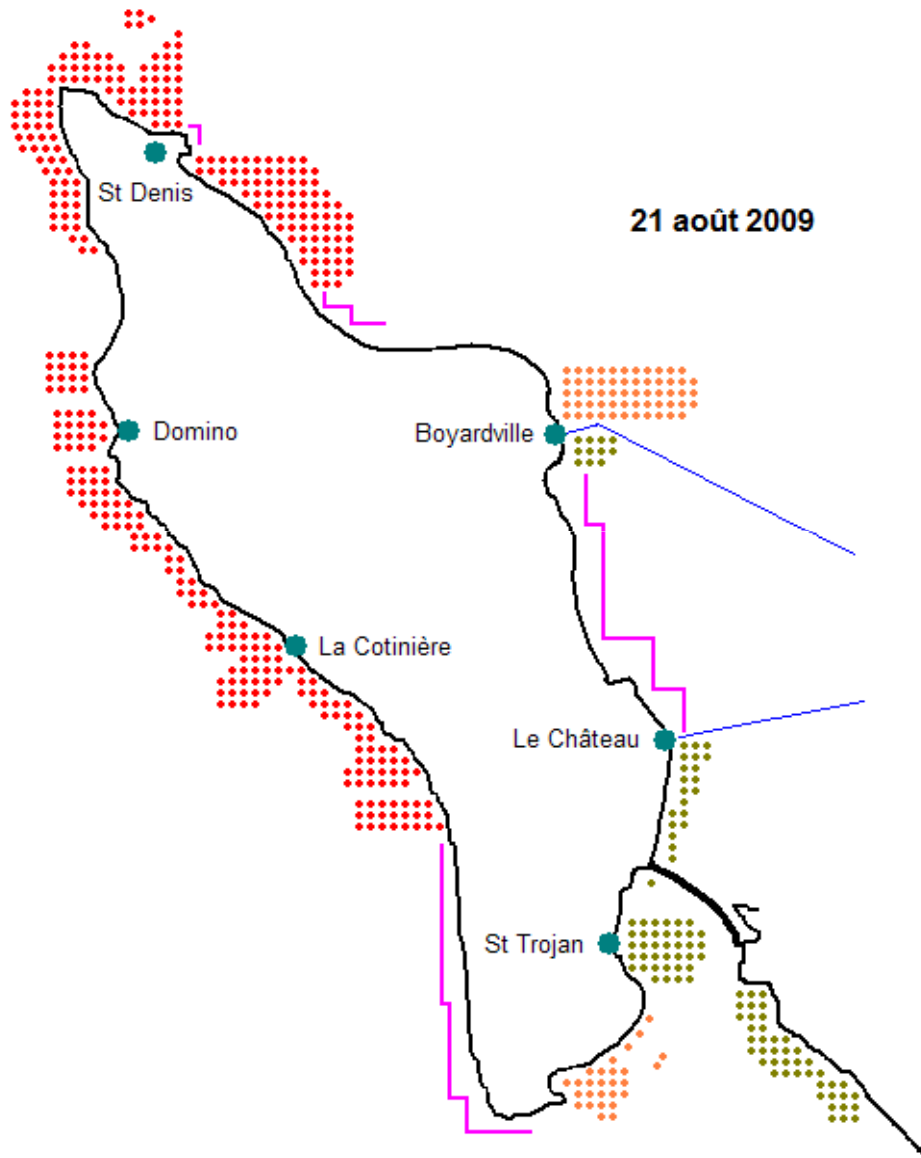 St Denis
21 août 2009
Domino
Boyardville
La Cotinière
Le Château
St Trojan